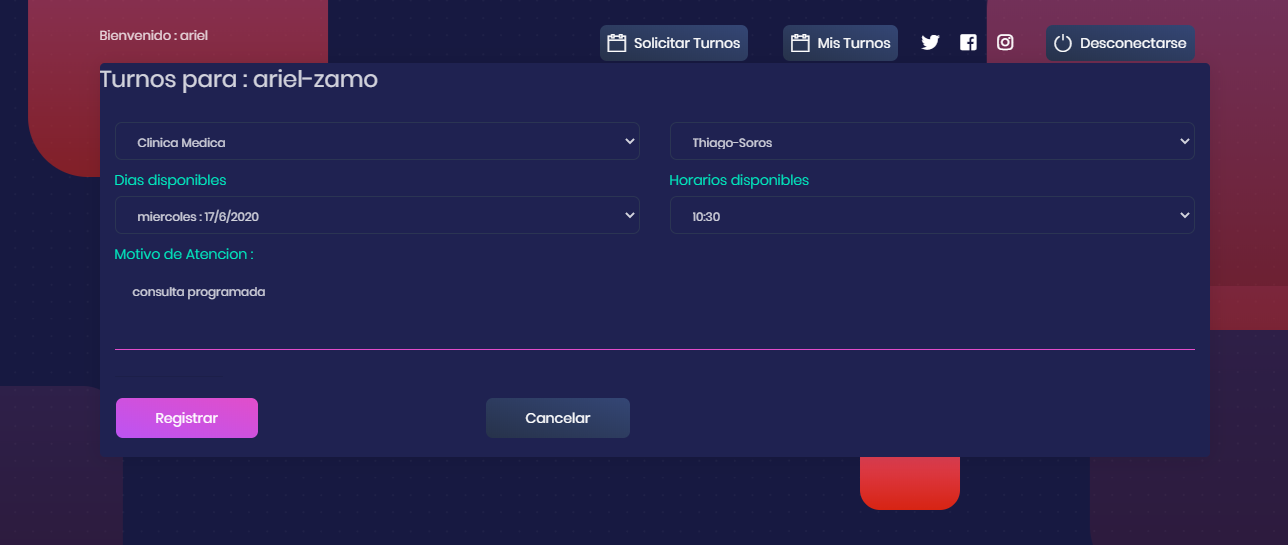 Bienvenido : ariel
Solicitar Turnos
Mis Turnos
Desconectarse
Turnos para : ariel-zamo
Clinica Medica
Thiago-Soros
Dias disponibles
Horarios disponibles
miercoles : 17/6/2020
10:30
Motivo de Atencion :
consulta programada
Registrar
Cancelar